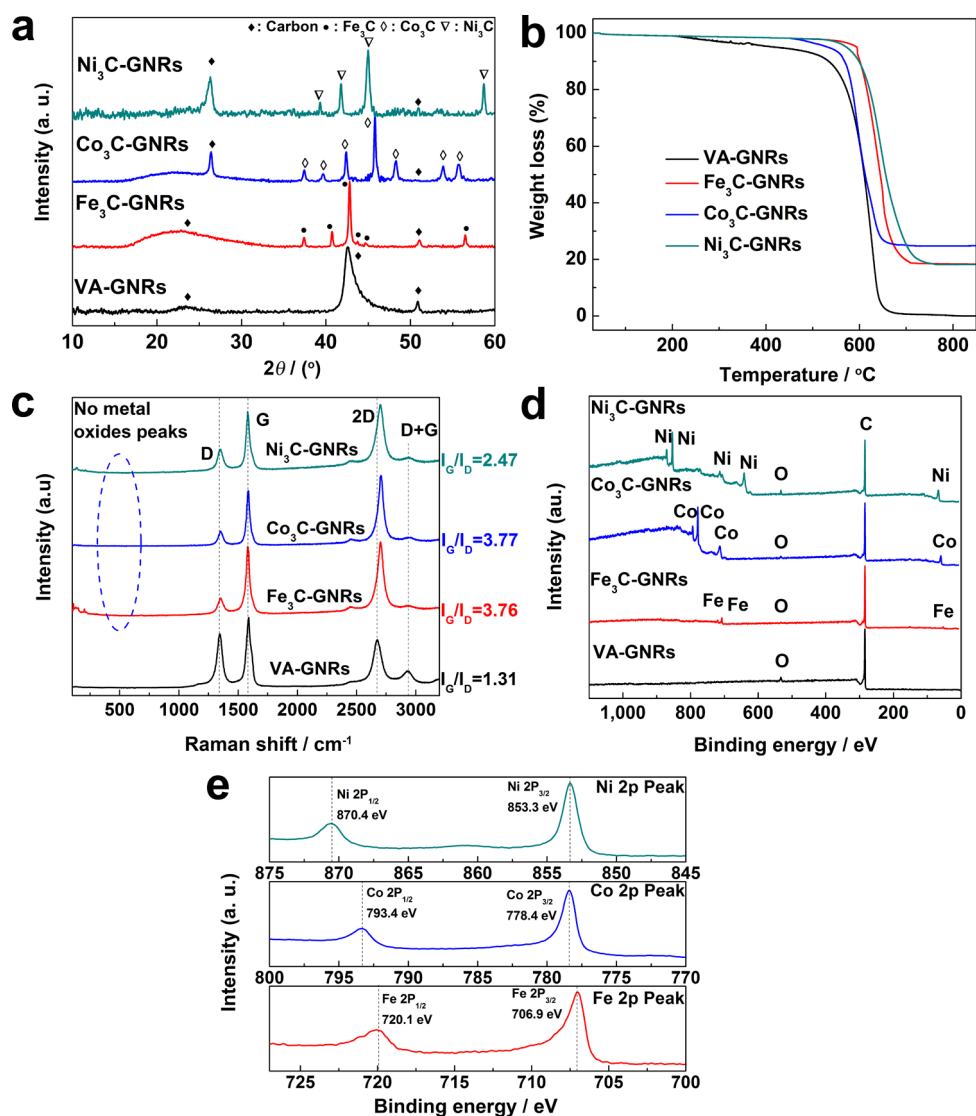 a
♦: Carbon •: Fe₃C ◊: Co₃C ▽: Ni₃C
Ni₃C-GNRs
Co₃C-GNRs
Fe₃C-GNRs
VA-GNRs
Intensity (a. u.)
10 20 30 40 50 60
2θ / (°)
b
Weight loss (%)
100
80
60
40
20
0
VA-GNRs
Fe₃C-GNRs
Co₃C-GNRs
Ni₃C-GNRs
200 400 600 800
Temperature / °C
c
No metal
oxides peaks
D
G
2D
D+G
Ni₃C-GNRs
I_G/I_D=2.47
Co₃C-GNRs
I_G/I_D=3.77
Fe₃C-GNRs
I_G/I_D=3.76
VA-GNRs
I_G/I_D=1.31
Intensity (a.u)
500 1000 1500 2000 2500 3000
Raman shift / cm⁻¹
d
Ni₃C-GNRs
Ni Ni
Ni Ni
O
C
Ni
Co₃C-GNRs
Co Co
Co
O
Co
Fe₃C-GNRs
Fe Fe
O
Fe
VA-GNRs
O
Intensity (au.)
1,000 800 600 400 200 0
Binding energy / eV
e
Ni 2P₁/₂
870.4 eV
Ni 2P₃/₂
853.3 eV
Ni 2p Peak
875 870 865 860 855 850 845
Co 2P₁/₂
793.4 eV
Co 2P₃/₂
778.4 eV
Co 2p Peak
800 795 790 785 780 775 770
Fe 2P₁/₂
720.1 eV
Fe 2P₃/₂
706.9 eV
Fe 2p Peak
725 720 715 710 705 700
Intensity (a. u.)
Binding energy / eV